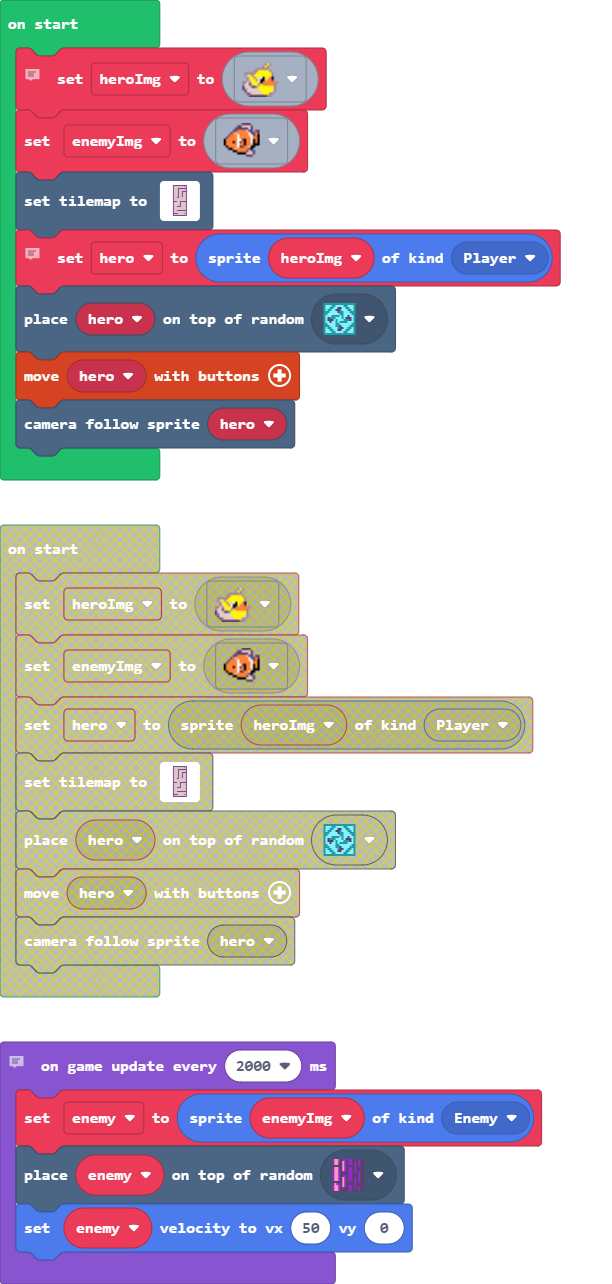 on start
set heroImg to
set enemyImg to
set tilemap to
set hero to sprite heroImg of kind Player
place hero on top of random
move hero with buttons
camera follow sprite hero
on start
set heroImg to
set enemyImg to
set hero to sprite heroImg of kind Player
set tilemap to
place hero on top of random
move hero with buttons
camera follow sprite hero
on game update every 2000 ms
set enemy to sprite enemyImg of kind Enemy
place enemy on top of random
set enemy velocity to vx 50 vy 0